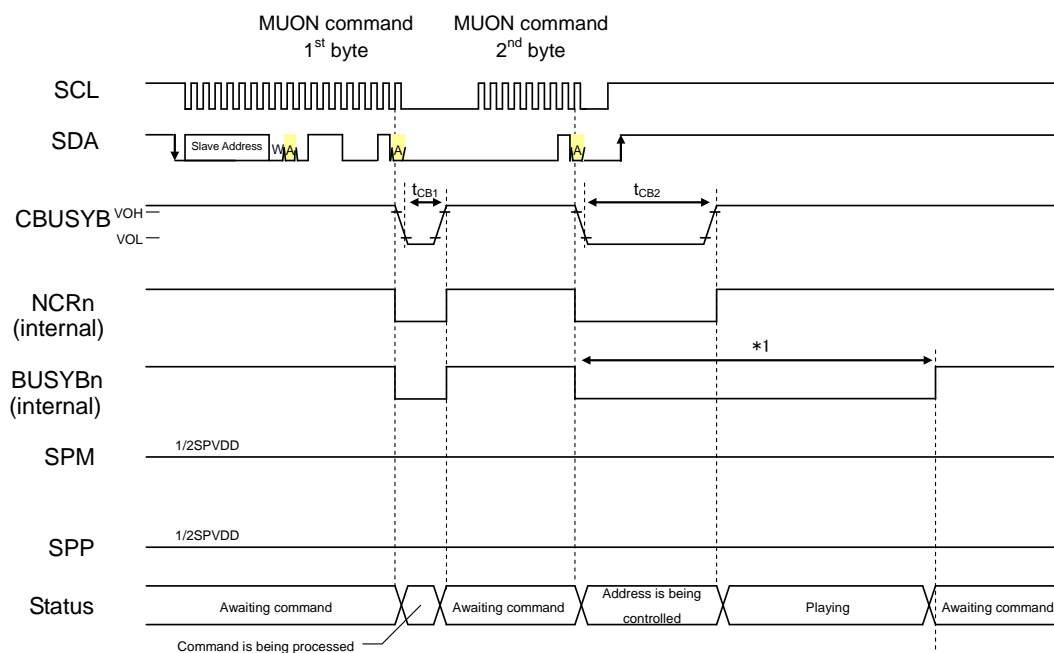 MUON command
1st byte
MUON command
2nd byte
SCL
SDA
Slave Address
W
A
A
A
tCB1
tCB2
CBUSYB
VOH
VOL
NCRn
(internal)
*1
BUSYBn
(internal)
1/2SPVDD
SPM
1/2SPVDD
SPP
Status
Awaiting command
Awaiting command
Address is being
controlled
Playing
Awaiting command
Command is being processed